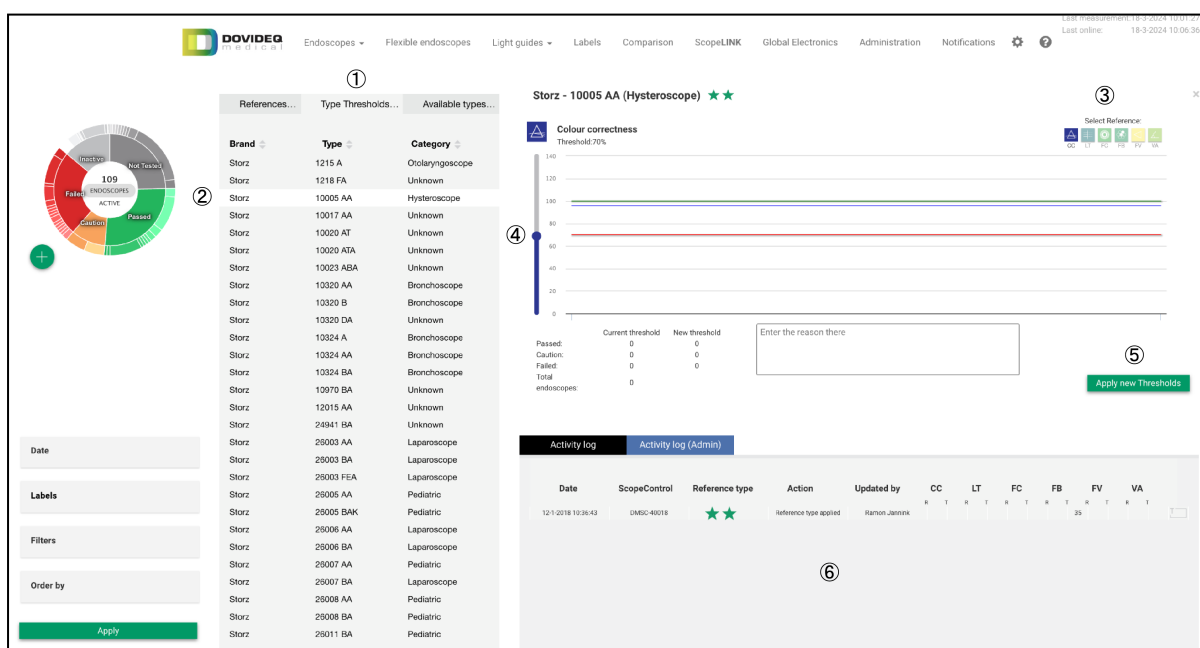 Last measurement:18-3-2024 10:01:27
Last online: 18-3-2024 10:06:36
DOVIDEQ
medical
Endoscopes
Flexible endoscopes
Light guides
Labels
Comparison
ScopeLINK
Global Electronics
Administration
Notifications
①
References... Type Thresholds... Available types...
Brand Type Category
Storz 1215 A Otolaryngoscope
Storz 1218 FA Unknown
② Storz 10005 AA Hysteroscope
Storz 10017 AA Unknown
Storz 10020 AT Unknown
Storz 10020 ATA Unknown
Storz 10023 ABA Unknown
Storz 10320 AA Bronchoscope
Storz 10320 B Bronchoscope
Storz 10320 DA Unknown
Storz 10324 A Bronchoscope
Storz 10324 AA Bronchoscope
Storz 10324 BA Bronchoscope
Storz 10970 BA Unknown
Storz 12015 AA Unknown
Storz 24941 BA Unknown
Storz 26003 AA Laparoscope
Storz 26003 BA Laparoscope
Storz 26003 FEA Laparoscope
Storz 26005 AA Pediatric
Storz 26005 BAK Pediatric
Storz 26006 AA Laparoscope
Storz 26006 BA Laparoscope
Storz 26007 AA Pediatric
Storz 26007 BA Laparoscope
Storz 26008 AA Pediatric
Storz 26008 BA Pediatric
Storz 26011 BA Pediatric
Inactive
Not Tested
Failed
Caution
Passed
109
ENDOSCOPES
ACTIVE
+
Date
Labels
Filters
Order by
Apply
Storz - 10005 AA (Hysteroscope)
Colour correctness
Threshold:70%
③
Select Reference:
CC LT FC FB FV VA
④
140
120
100
80
60
40
20
0
Current threshold New threshold
Passed: 0 0
Caution: 0 0
Failed: 0 0
Total
endoscopes: 0
Enter the reason there
⑤
Apply new Thresholds
Activity log Activity log (Admin)
Date ScopeControl Reference type Action Updated by CC LT FC FB FV VA
R T R T R T R T R T R T
12-1-2018 10:36:43 DMSC-40018 Reference type applied Ramon Jannink 35
⑥